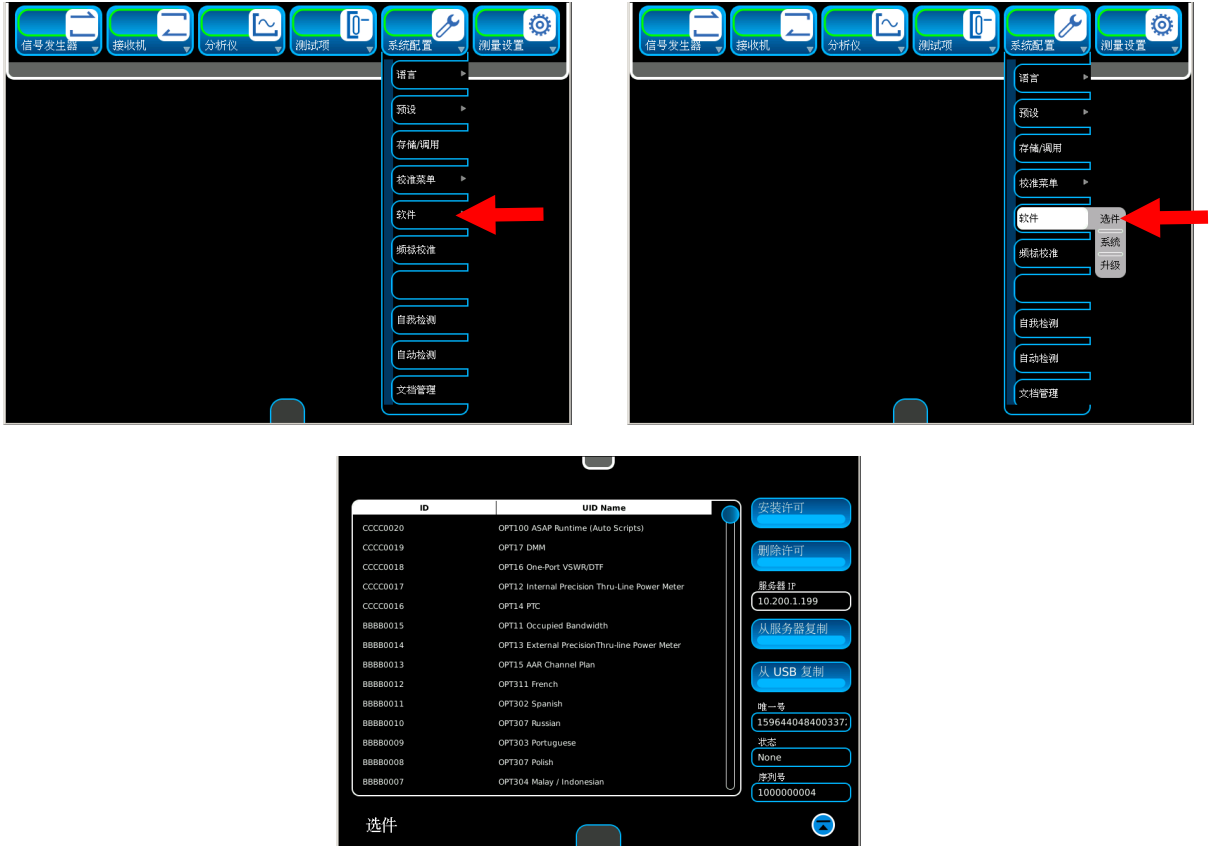 信号发生器 接收机 分析仪 测试项 系统配置 测量设置
语言
预设
存储/调用
校准菜单
软件
频标校准
自我检测
自动检测
文档管理
信号发生器 接收机 分析仪 测试项 系统配置 测量设置
语言
预设
存储/调用
校准菜单
软件 选件
系统
频标校准
升级
自我检测
自动检测
文档管理
ID UID Name
CCCC0020 OPT100 ASAP Runtime (Auto Scripts)
CCCC0019 OPT17 DMM
CCCC0018 OPT16 One-Port VSWR/DTF
CCCC0017 OPT12 Internal Precision Thru-Line Power Meter
CCCC0016 OPT14 PTC
BBBB0015 OPT11 Occupied Bandwidth
BBBB0014 OPT13 External PrecisionThru-line Power Meter
BBBB0013 OPT15 AAR Channel Plan
BBBB0012 OPT311 French
BBBB0011 OPT302 Spanish
BBBB0010 OPT307 Russian
BBBB0009 OPT303 Portuguese
BBBB0008 OPT307 Polish
BBBB0007 OPT304 Malay / Indonesian
安装许可
删除许可
服务器 IP
10.200.1.199
从服务器复制
从 USB 复制
唯一号
159644048400337
状态
None
序列号
1000000004
选件